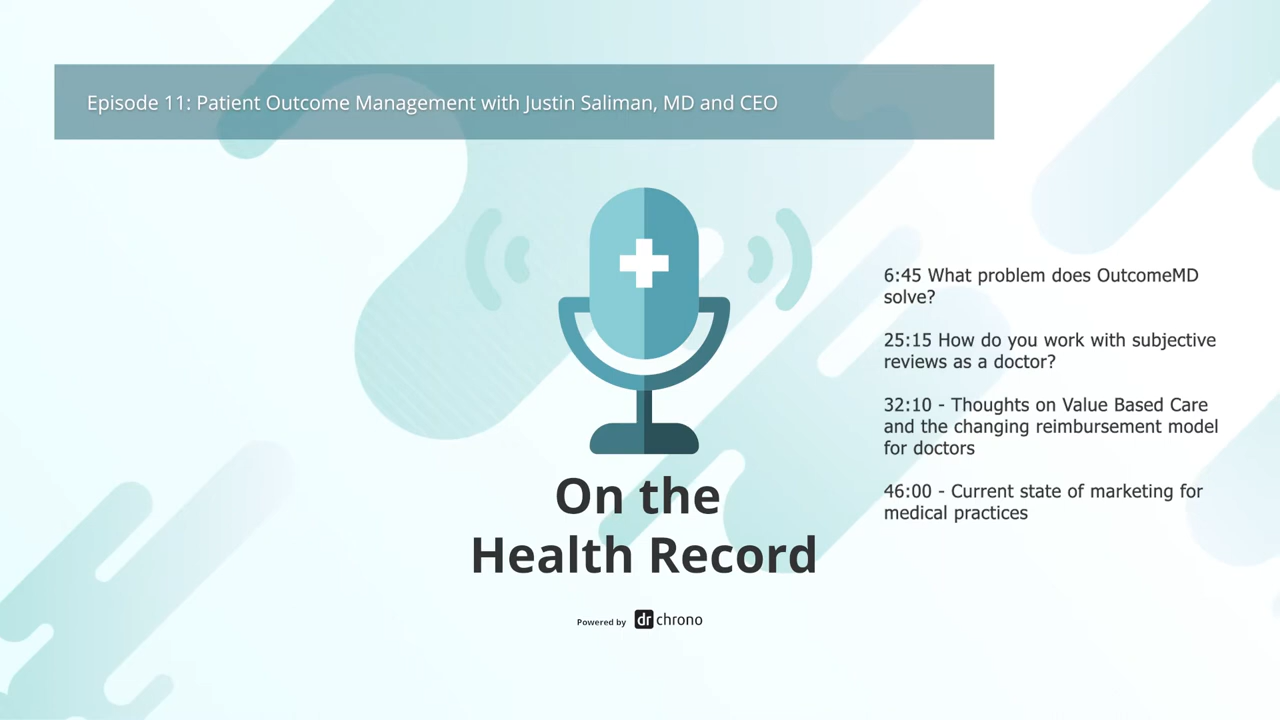 Episode 11: Patient Outcome Management with Justin Saliman, MD and CEO
6:45 What problem does OutcomeMD
solve?
25:15 How do you work with subjective
reviews as a doctor?
32:10 - Thoughts on Value Based Care
and the changing reimbursement model
for doctors
46:00 - Current state of marketing for
medical practices
On the
Health Record
Powered by dr chrono